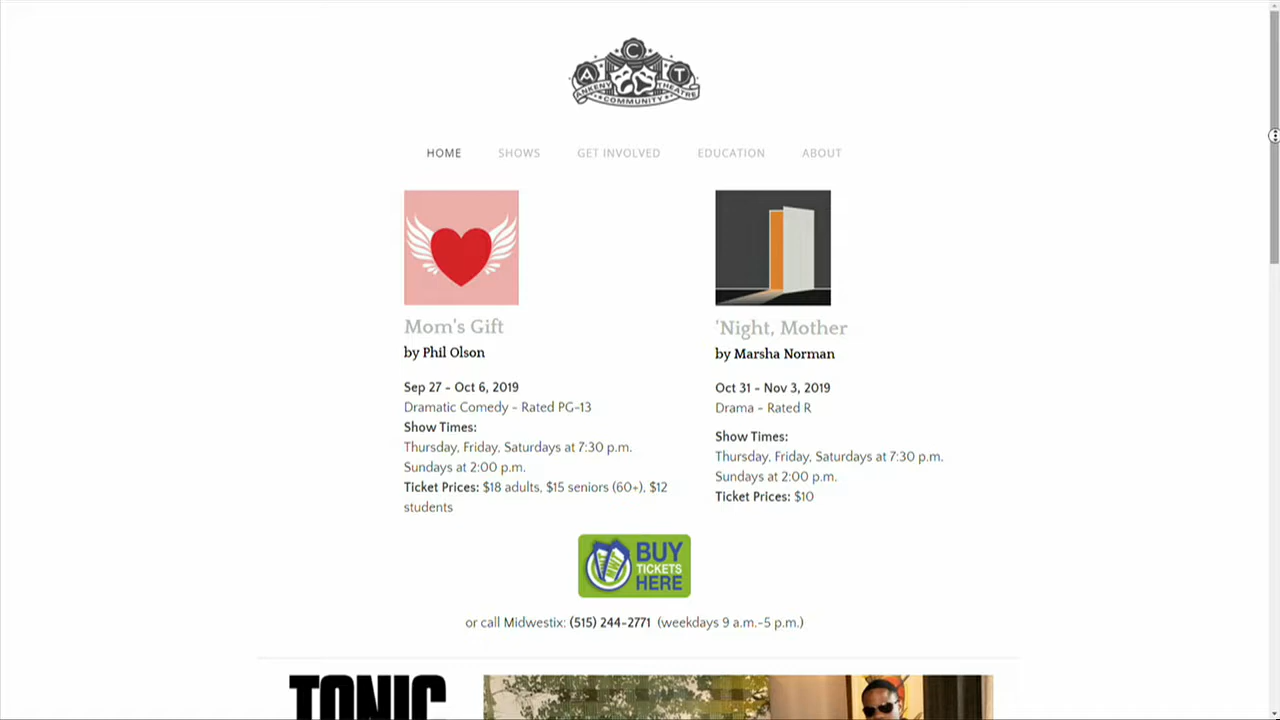 A C T
ANKENY COMMUNITY THEATRE
HOME SHOWS GET INVOLVED EDUCATION ABOUT
Mom's Gift
by Phil Olson
Sep 27 - Oct 6, 2019
Dramatic Comedy - Rated PG-13
Show Times:
Thursday, Friday, Saturdays at 7:30 p.m.
Sundays at 2:00 p.m.
Ticket Prices: $18 adults, $15 seniors (60+), $12
students
'Night, Mother
by Marsha Norman
Oct 31 - Nov 3, 2019
Drama - Rated R
Show Times:
Thursday, Friday, Saturdays at 7:30 p.m.
Sundays at 2:00 p.m.
Ticket Prices: $10
BUY
TICKETS
HERE
or call Midwestix: (515) 244-2771 (weekdays 9 a.m.-5 p.m.)
TONIC